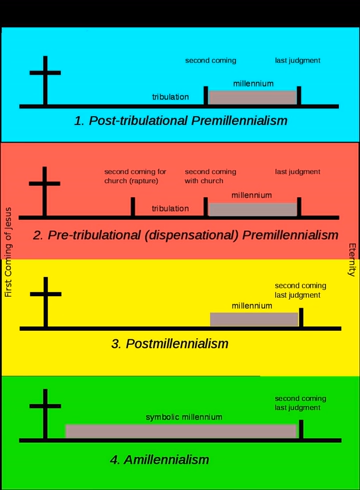 second coming
last judgment
millennium
tribulation
1. Post-tribulational Premillennialism
second coming for
church (rapture)
second coming
with church
last judgment
millennium
tribulation
2. Pre-tribulational (dispensational) Premillennialism
First Coming of Jesus
Eternity
second coming
last judgment
millennium
3. Postmillennialism
second coming
last judgment
symbolic millennium
4. Amillennialism